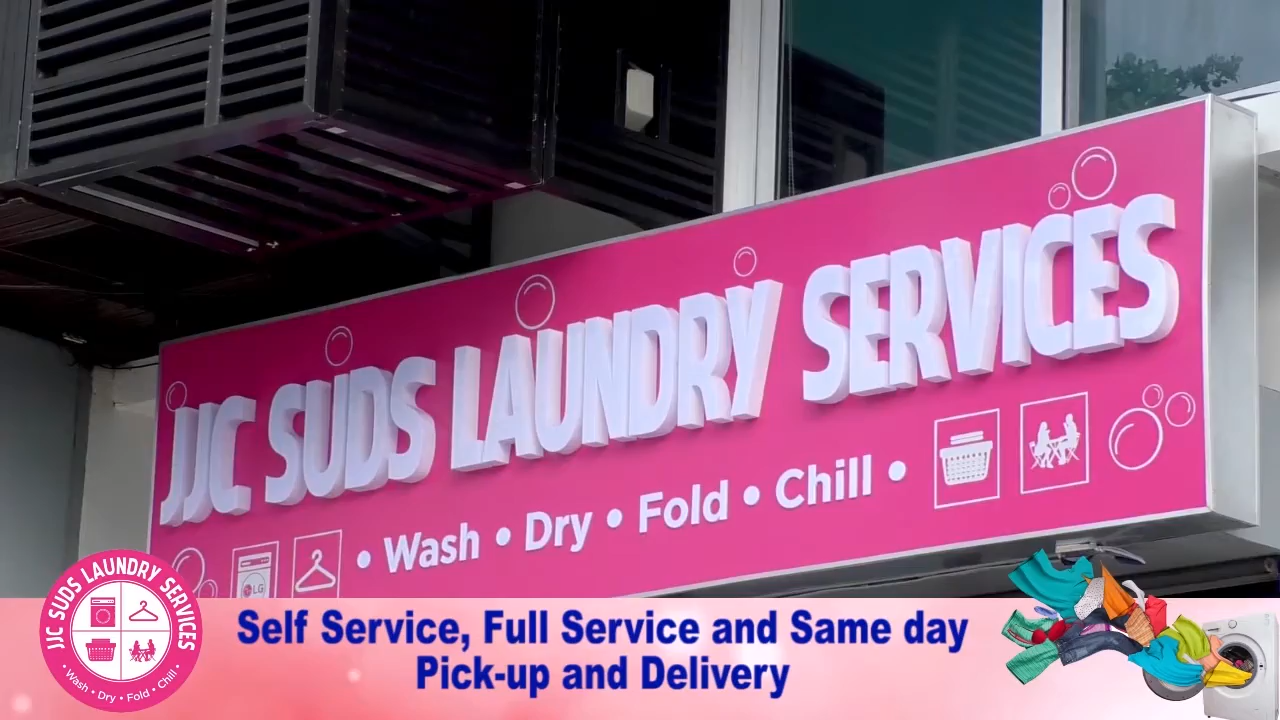 JJC SUDS LAUNDRY SERVICES
• Wash • Dry • Fold • Chill •
LG
JJC SUDS LAUNDRY SERVICES
• Wash • Dry • Fold • Chill •
Self Service, Full Service and Same day
Pick-up and Delivery